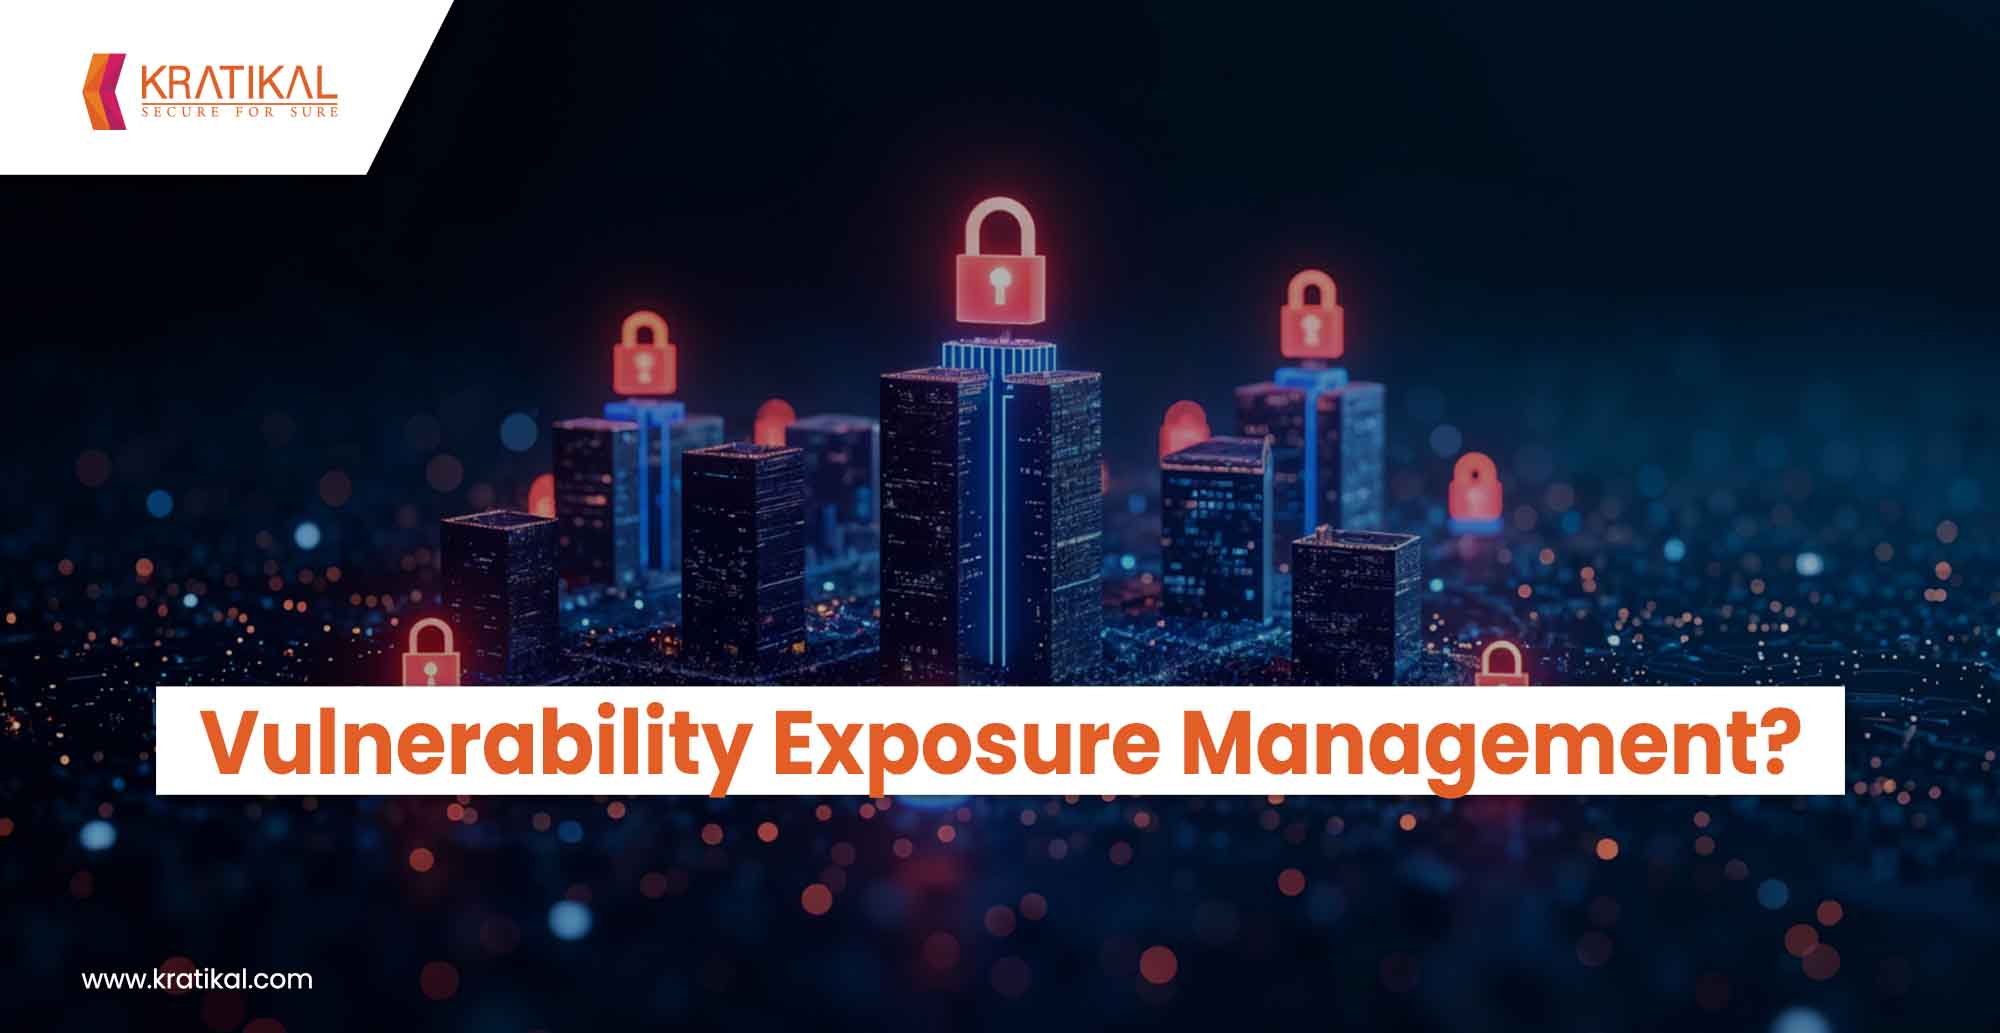 KRATIKAL
SECURE FOR SURE
Vulnerability Exposure Management?
www.kratikal.com